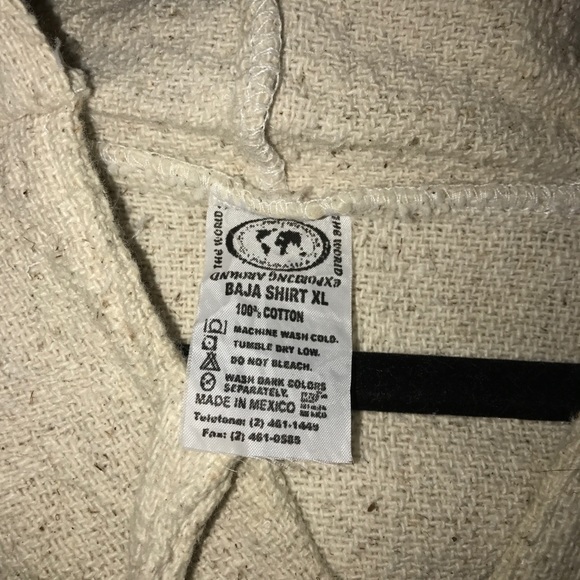 THE WORLD
THE WORLD
EXPORTING AROUND
BAJA SHIRT XL
100% COTTON
MACHINE WASH COLD.
TUMBLE DRY LOW.
DO NOT BLEACH.
WASH DARK COLORS
SEPARATELY.
MADE IN MEXICO
Telefono: (2) 461-1449
Fax: (2) 461-0585